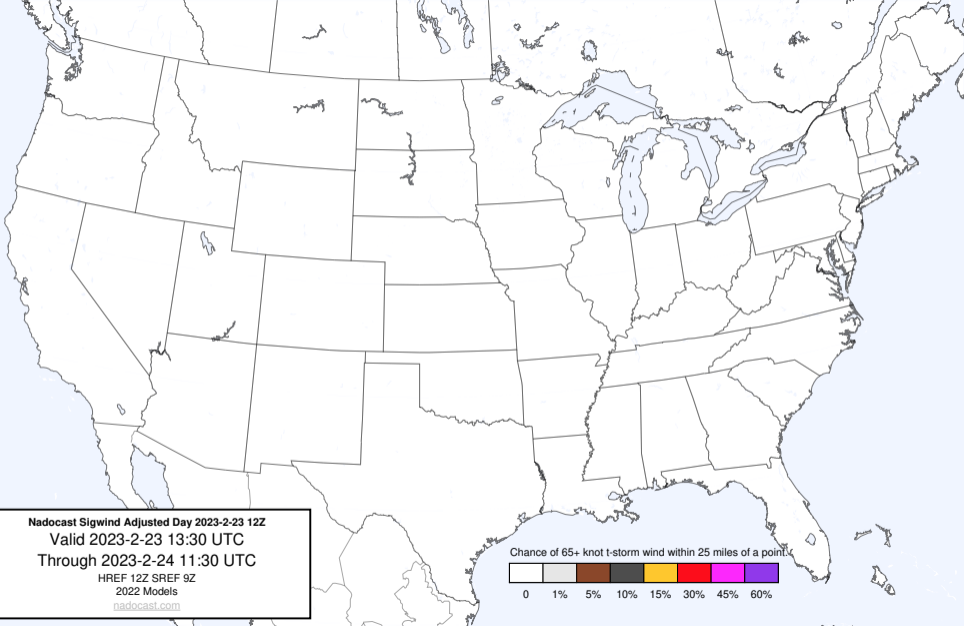 Nadocast Sigwind Adjusted Day 2023-2-23 12Z
Valid 2023-2-23 13:30 UTC
Through 2023-2-24 11:30 UTC
HREF 12Z SREF 9Z
2022 Models
nadocast.com
Chance of 65+ knot t-storm wind within 25 miles of a point.
0 1% 5% 10% 15% 30% 45% 60%